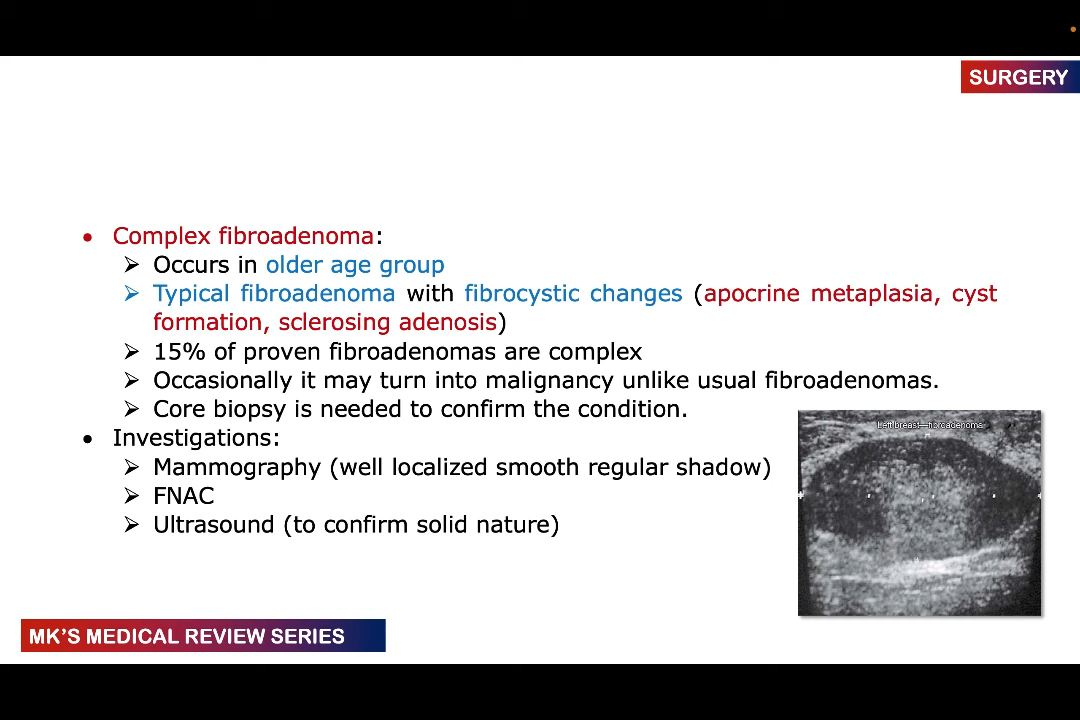 SURGERY
• Complex fibroadenoma:
➢ Occurs in older age group
➢ Typical fibroadenoma with fibrocystic changes (apocrine metaplasia, cyst
formation, sclerosing adenosis)
➢ 15% of proven fibroadenomas are complex
➢ Occasionally it may turn into malignancy unlike usual fibroadenomas.
➢ Core biopsy is needed to confirm the condition.
• Investigations:
➢ Mammography (well localized smooth regular shadow)
➢ FNAC
➢ Ultrasound (to confirm solid nature)
Left breast—fibroadenoma
MK'S MEDICAL REVIEW SERIES